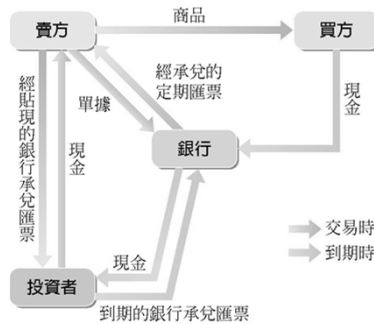 商品
賣方
買方
經承兌的
定期匯票
單據
現金
經貼現的銀行承兌匯票
現金
銀行
交易時
到期時
現金
投資者
到期的銀行承兌匯票